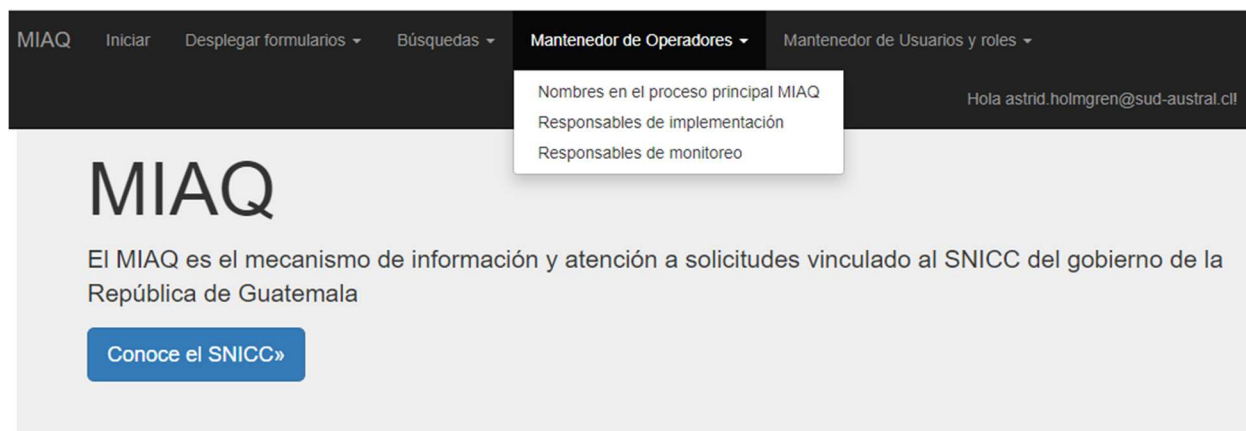 MIAQ Iniciar Desplegar formularios Búsquedas Mantenedor de Operadores Mantenedor de Usuarios y roles
Nombres en el proceso principal MIAQ
Hola astrid.holmgren@sud-austral.cl!
Responsables de implementación
Responsables de monitoreo
MIAQ
El MIAQ es el mecanismo de información y atención a solicitudes vinculado al SNICC del gobierno de la
República de Guatemala
Conoce el SNICC»